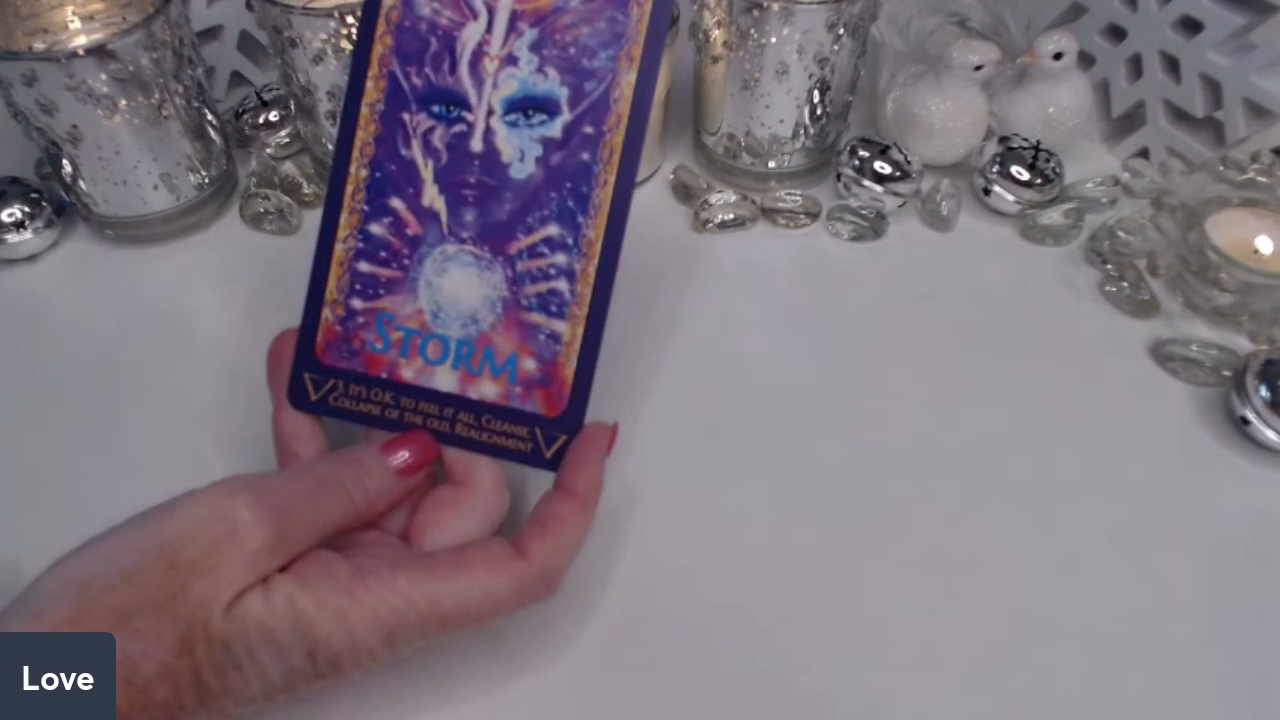 STORM
3. IT'S O.K. TO FEEL IT ALL, CLEANSE,
COLLAPSE OF THE OLD, REALIGNMENT
Love